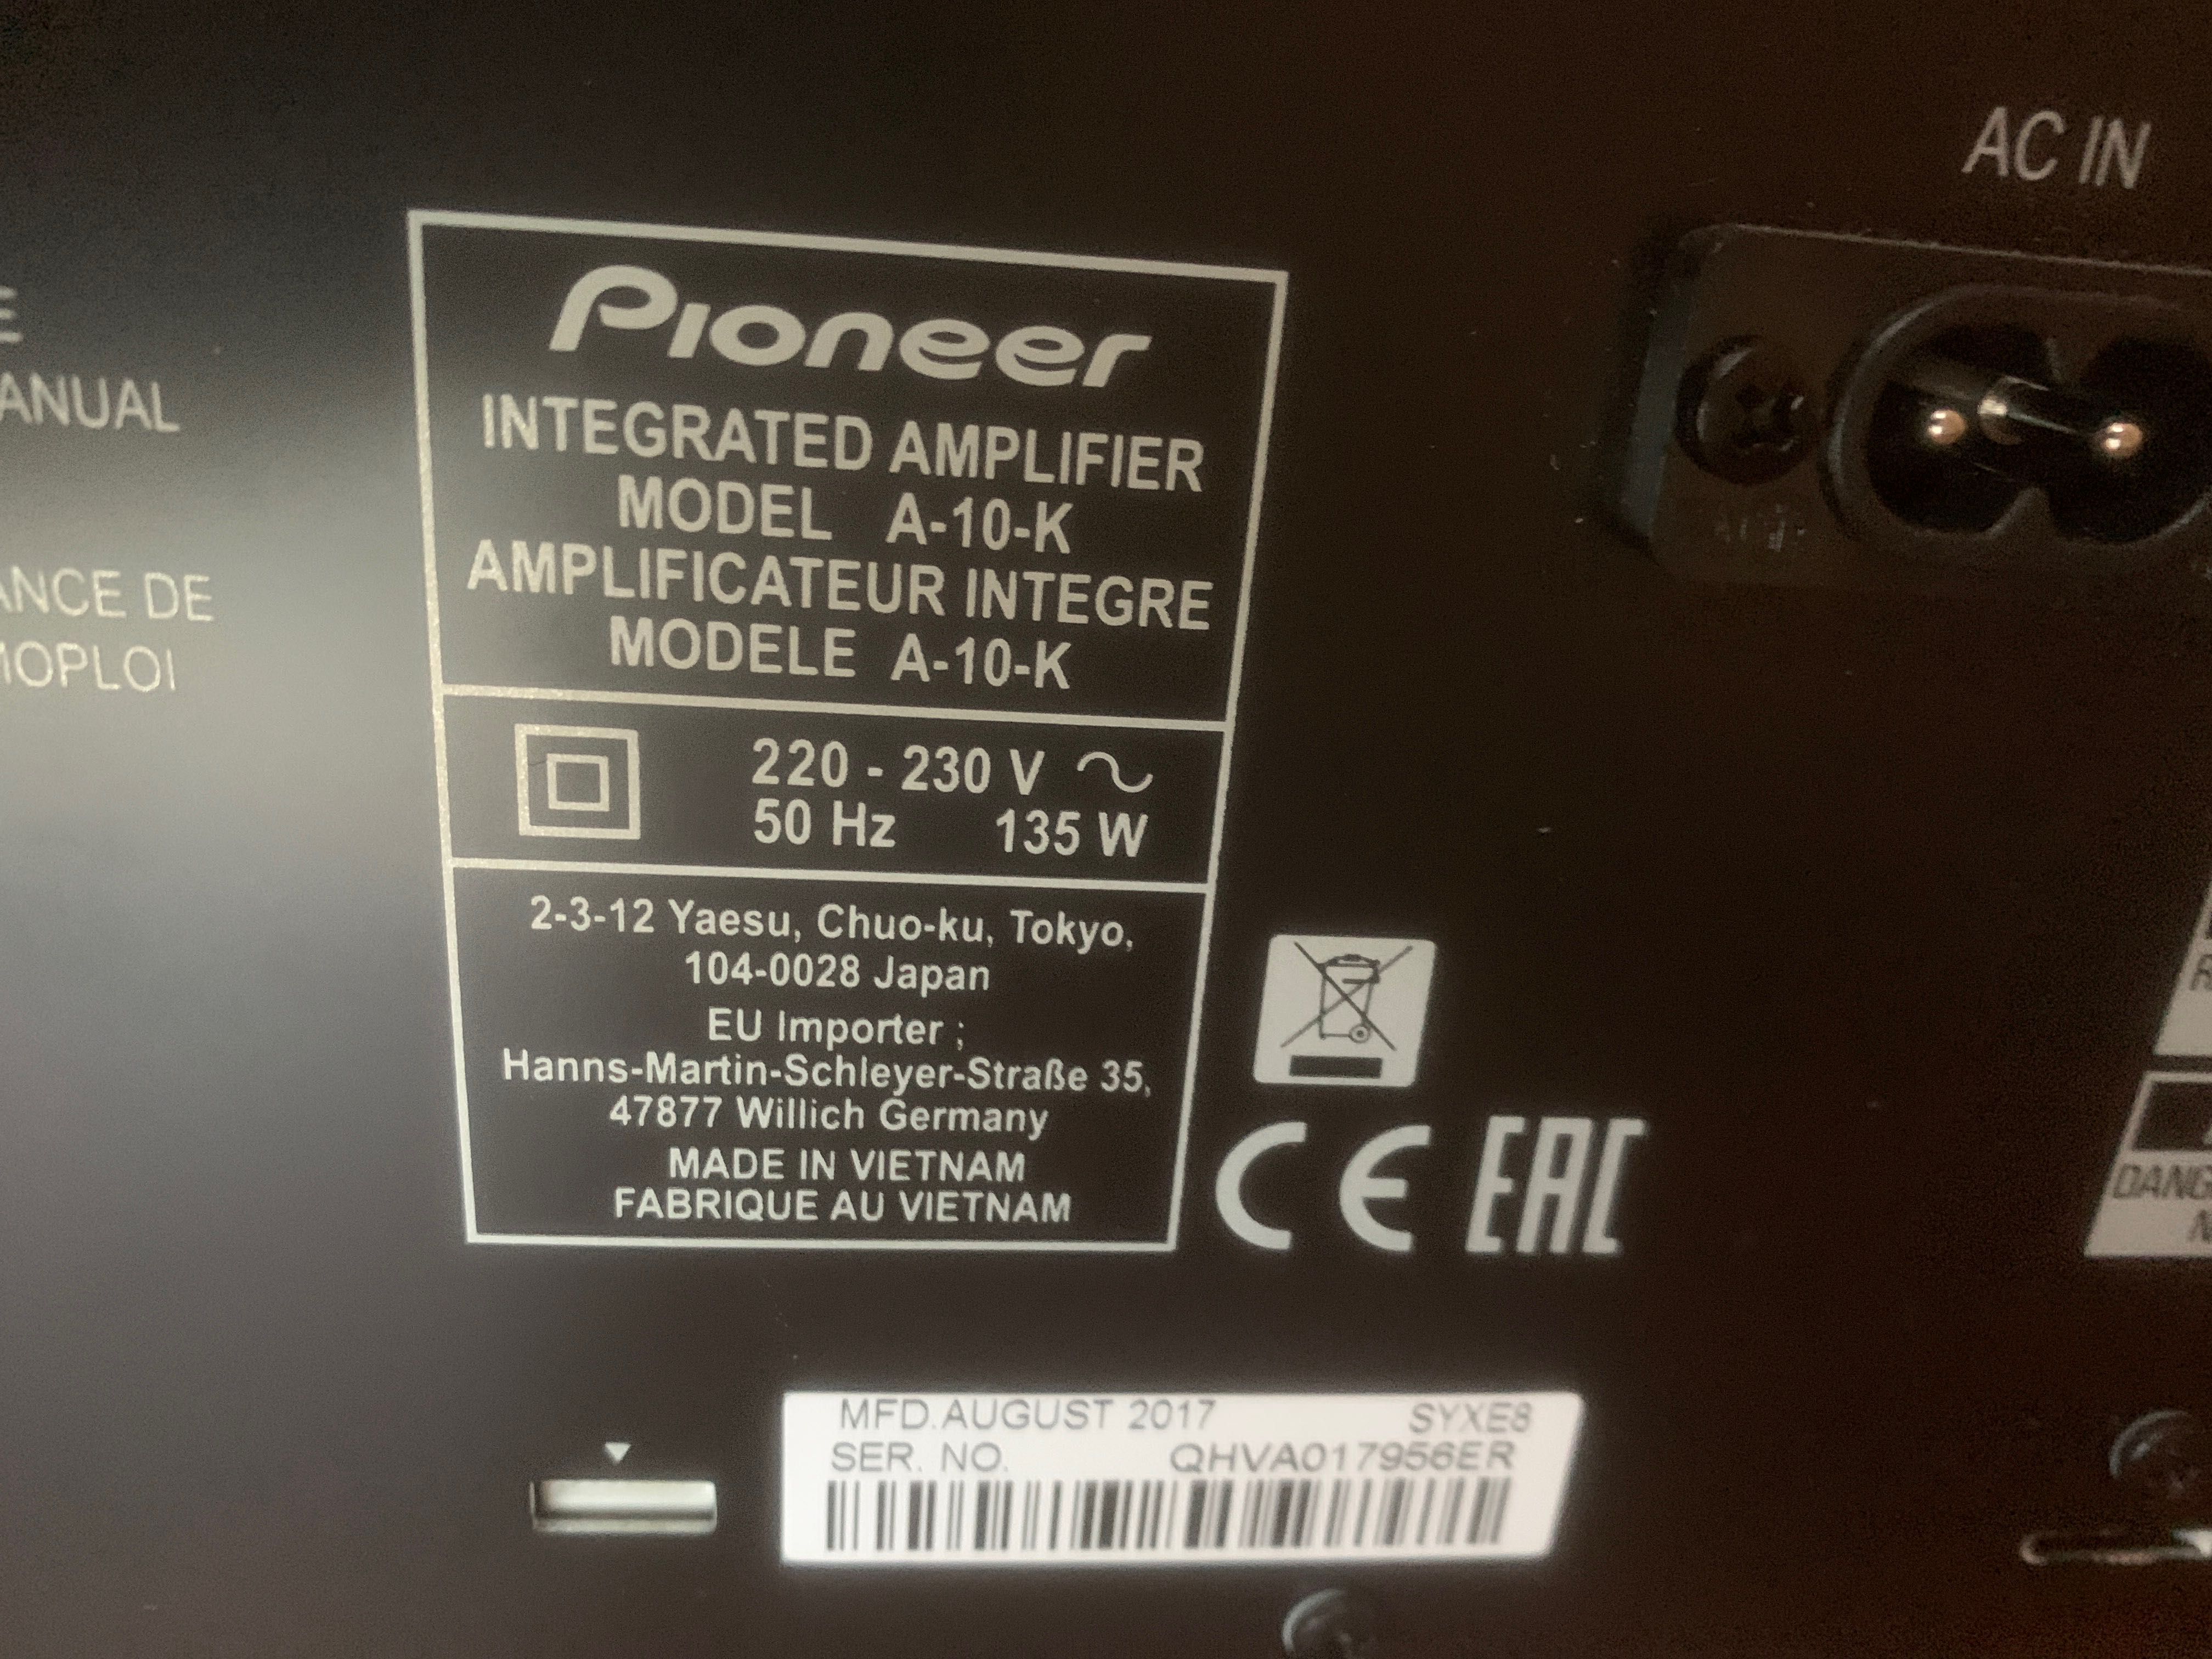 AC IN
ANUAL
ANCE DE
MOPLOI
Pioneer
INTEGRATED AMPLIFIER
MODEL A-10-K
AMPLIFICATEUR INTEGRE
MODELE A-10-K
220 - 230 V ~
50 Hz 135 W
2-3-12 Yaesu, Chuo-ku, Tokyo,
104-0028 Japan
EU Importer ;
Hanns-Martin-Schleyer-Straße 35,
47877 Willich Germany
MADE IN VIETNAM
FABRIQUE AU VIETNAM
CE EAC
DANG
MFD.AUGUST 2017 SYXE8
SER. NO. QHVA017956ER